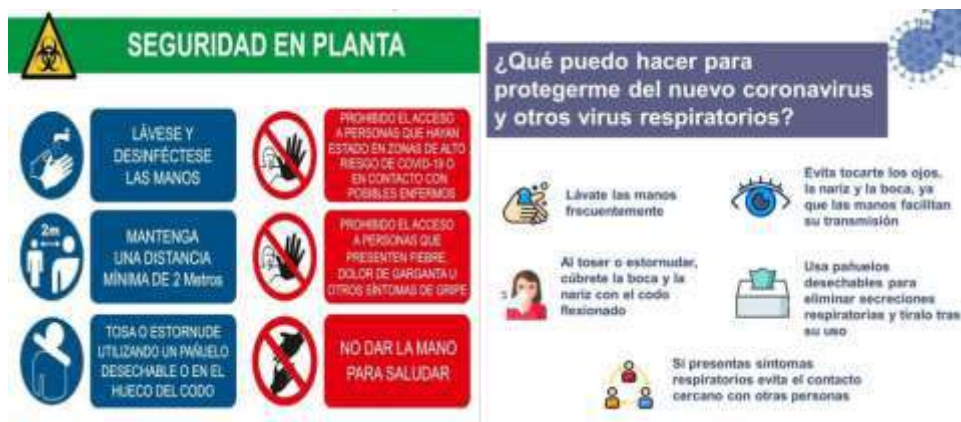 SEGURIDAD EN PLANTA
LÁVESE Y
DESINFÉCTESE
LAS MANOS
PROHIBIDO EL ACCESO
A PERSONAS QUE HAYAN
ESTADO EN ZONAS DE ALTO
RIESGO DE COVID-19 O
EN CONTACTO CON
POSIBLES ENFERMOS
2m
MANTENGA
UNA DISTANCIA
MÍNIMA DE 2 Metros
PROHIBIDO EL ACCESO
A PERSONAS QUE
PRESENTEN FIEBRE,
DOLOR DE GARGANTA U
OTROS SÍNTOMAS DE GRIPE
TOSA O ESTORNUDE
UTILIZANDO UN PAÑUELO
DESECHABLE O EN EL
HUECO DEL CODO
NO DAR LA MANO
PARA SALUDAR
¿Qué puedo hacer para
protegerme del nuevo coronavirus
y otros virus respiratorios?
Lávate las manos
frecuentemente
Evita tocarte los ojos,
la nariz y la boca, ya
que las manos facilitan
su transmisión
Al toser o estornudar,
cúbrete la boca y la
nariz con el codo
flexionado
Usa pañuelos
desechables para
eliminar secreciones
respiratorias y tíralo tras
su uso
Si presentas síntomas
respiratorios evita el contacto
cercano con otras personas